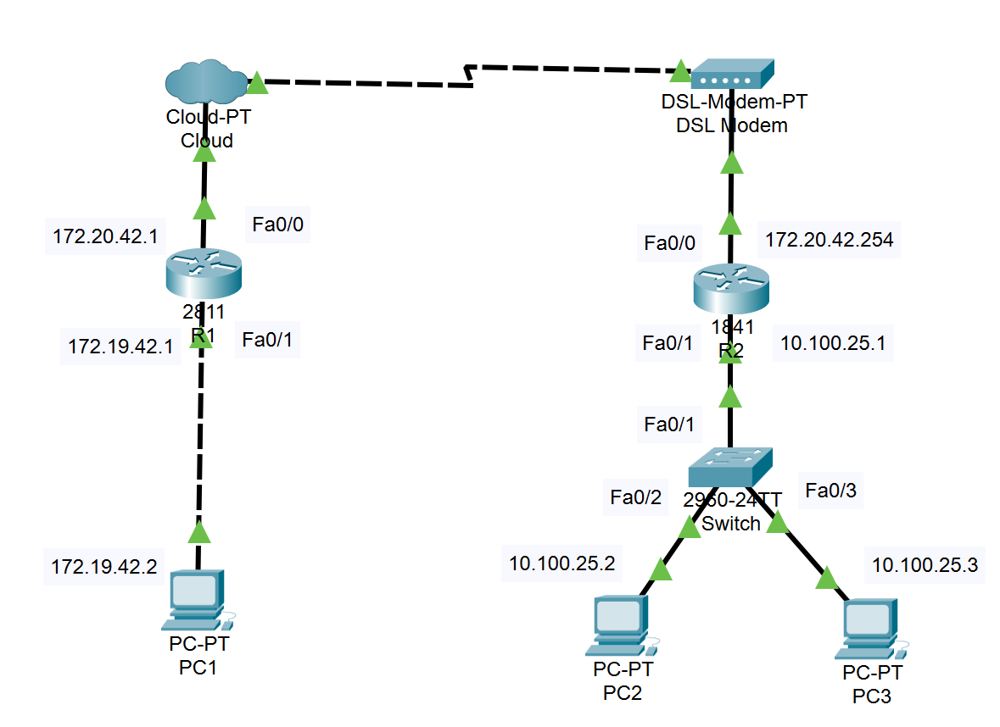 Cloud-PT
Cloud
DSL-Modem-PT
DSL Modem
172.20.42.1
Fa0/0
Fa0/0
172.20.42.254
2811
R1
172.19.42.1
Fa0/1
1841
R2
Fa0/1
10.100.25.1
Fa0/1
Fa0/2
2960-24TT
Switch
Fa0/3
172.19.42.2
10.100.25.2
10.100.25.3
PC-PT
PC1
PC-PT
PC2
PC-PT
PC3